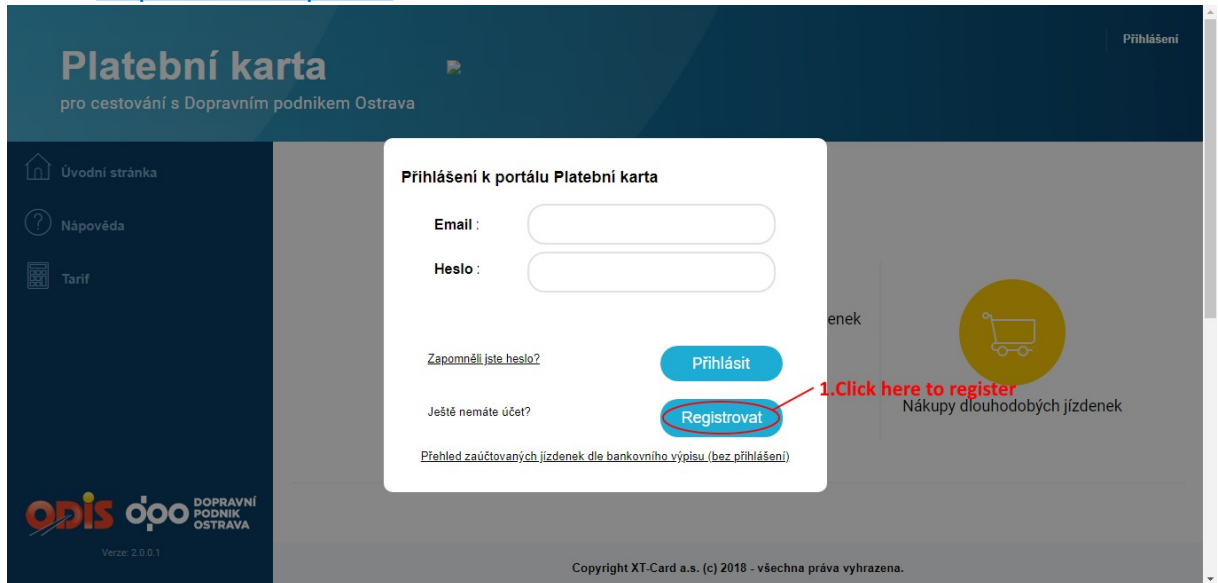 Platební karta
pro cestování s Dopravním podnikem Ostrava
Přihlášení
Úvodní stránka
Nápověda
Tarif
Přihlášení k portálu Platební karta
Email :
Heslo :
Zapomněli jste heslo?
Přihlásit
Ještě nemáte účet?
Registrovat
1.Click here to register
Přehled zaúčtovaných jízdenek dle bankovního výpisu (bez přihlášení)
enek
Nákupy dlouhodobých jízdenek
ODIS
dpo DOPRAVNÍ
PODNIK
OSTRAVA
Verze: 2.0.0.1
Copyright XT-Card a.s. (c) 2018 - všechna práva vyhrazena.